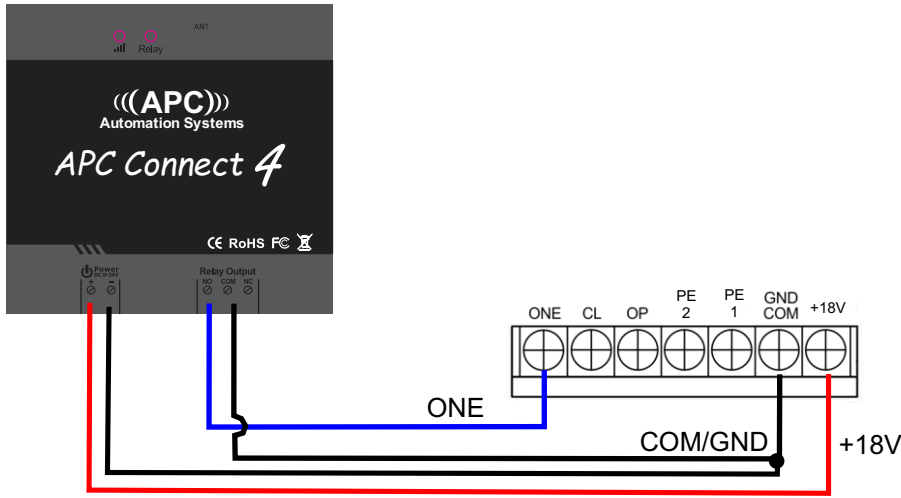 ANT
Relay
(((APC)))
Automation Systems
APC Connect 4
CE RoHS FC
Power
DC 9-24V
+ -
Relay Output
NO COM NC
ONE CL OP PE 2 PE 1 GND COM +18V
ONE
COM/GND
+18V